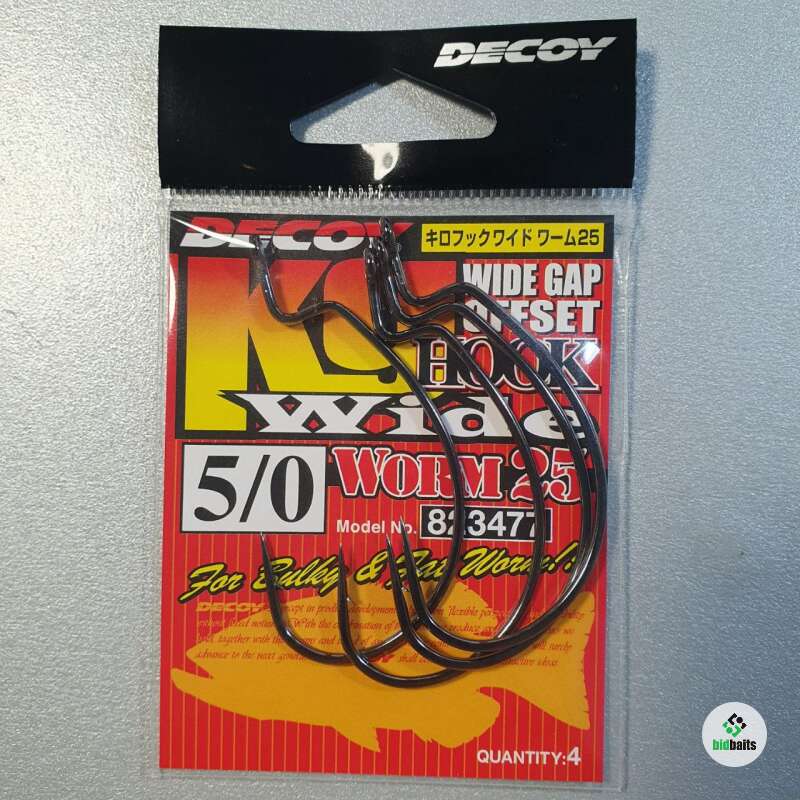 DECOY
DECOY
キロフックワイド ワーム25
KG
WIDE GAP
OFFSET
HOOK
Wide
5/0
WORM 25
Model No. 823477
For Bulky & Fat Worm!!
DECOY
QUANTITY:4
bidbaits